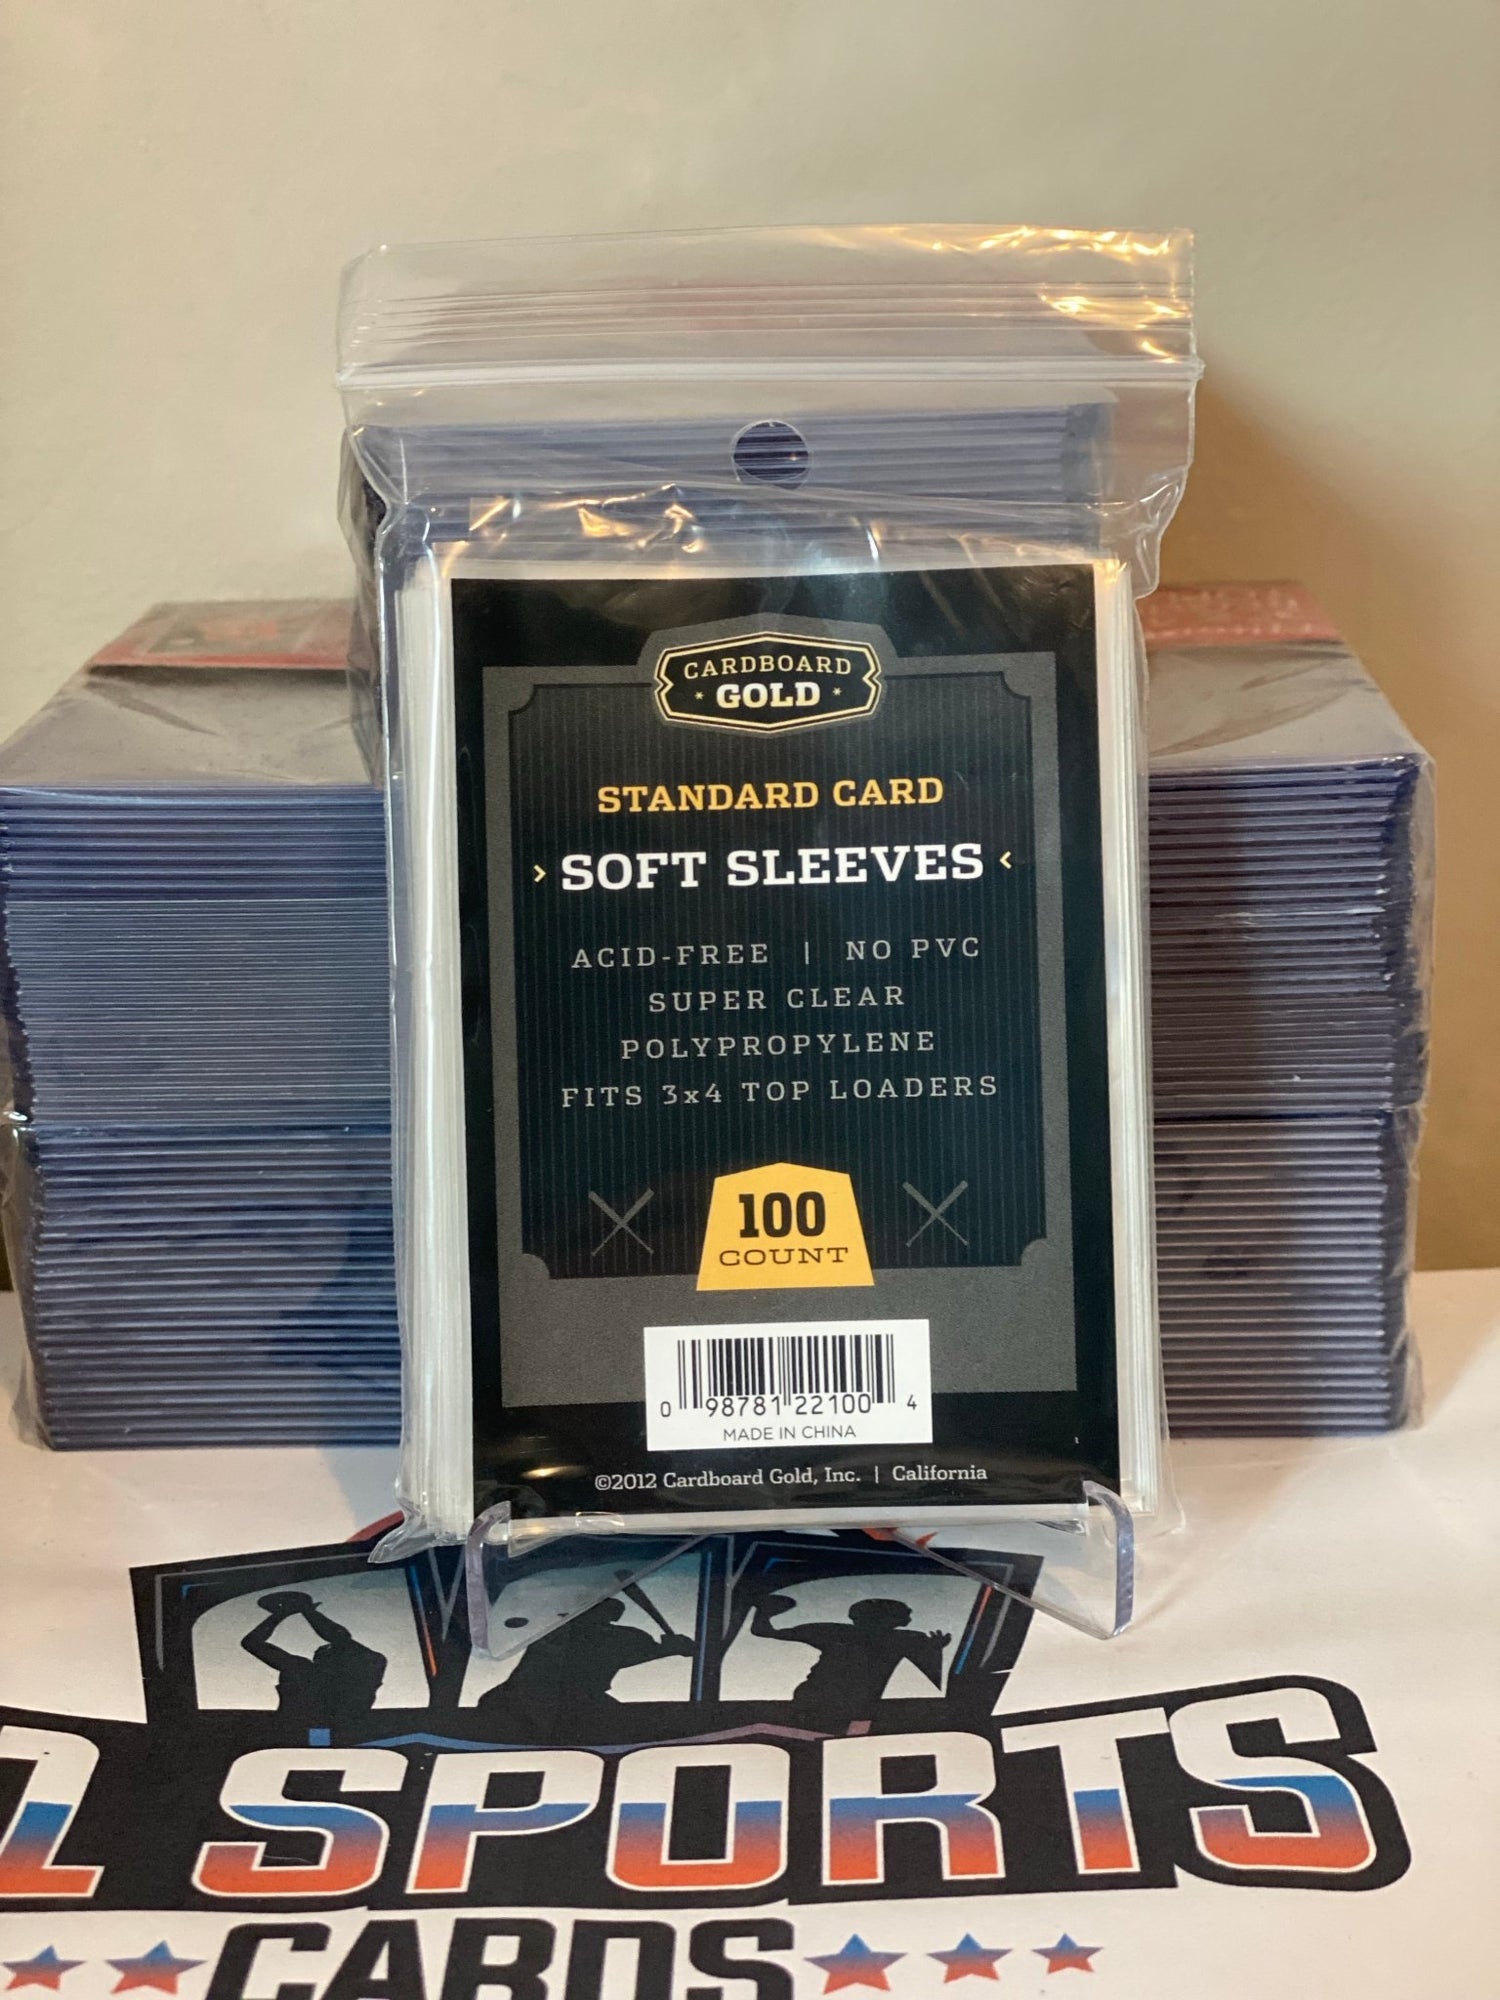 CARDBOARD
GOLD
STANDARD CARD
SOFT SLEEVES
ACID-FREE | NO PVC
SUPER CLEAR
POLYPROPYLENE
FITS 3x4 TOP LOADERS
100
COUNT
0 98781 22100 4
MADE IN CHINA
©2012 Cardboard Gold, Inc. | California
SPORTS
CARDS